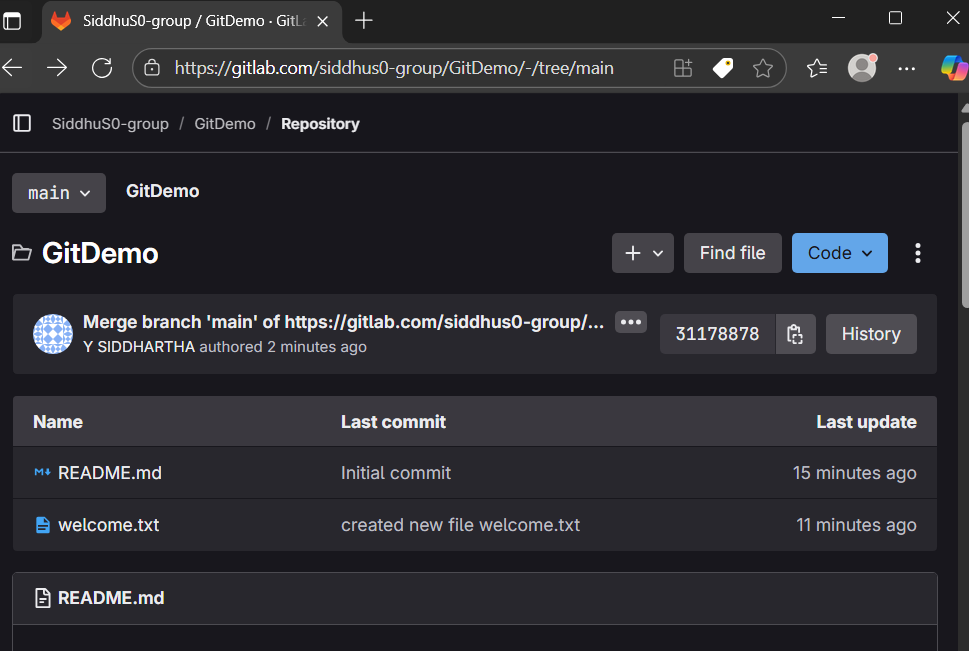 SiddhuS0-group / GitDemo · GitL
https://gitlab.com/siddhus0-group/GitDemo/-/tree/main
SiddhuS0-group / GitDemo / Repository
main GitDemo
GitDemo
+ Find file Code
Merge branch 'main' of https://gitlab.com/siddhus0-group/...
Y SIDDHARTHA authored 2 minutes ago
31178878 History
Name Last commit Last update
README.md Initial commit 15 minutes ago
welcome.txt created new file welcome.txt 11 minutes ago
README.md